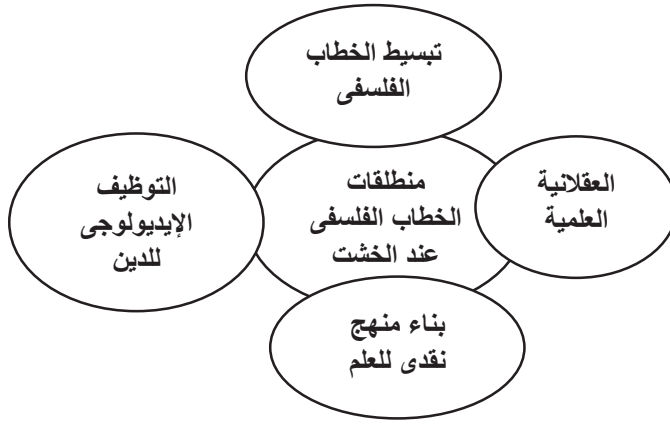 تبسيط الخطاب
الفلسفى
العقلانية
العلمية
منطلقات
الخطاب الفلسفى
عند الخشت
التوظيف
الإيديولوجى
للدين
بناء منهج
نقدى للعلم